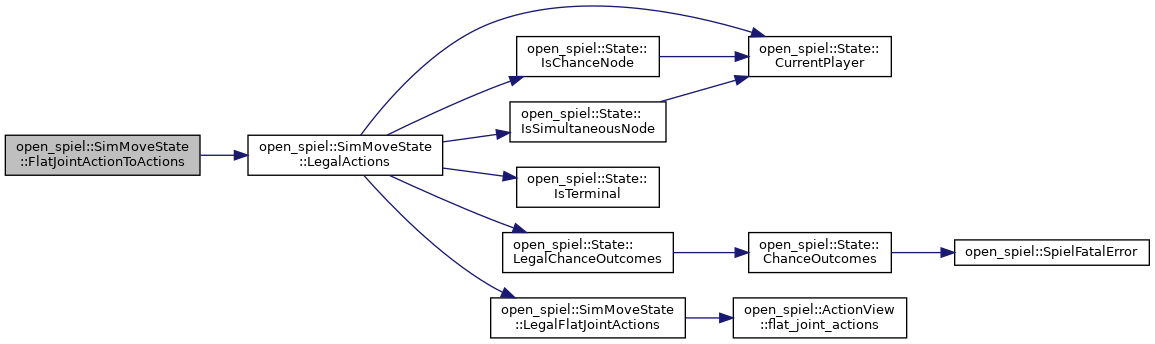 open_spiel::SimMoveState
::FlatJointActionToActions
open_spiel::SimMoveState
::LegalActions
open_spiel::State::
IsChanceNode
open_spiel::State::
CurrentPlayer
open_spiel::State::
IsSimultaneousNode
open_spiel::State::
IsTerminal
open_spiel::State::
LegalChanceOutcomes
open_spiel::State::
ChanceOutcomes
open_spiel::SpielFatalError
open_spiel::SimMoveState
::LegalFlatJointActions
open_spiel::ActionView
::flat_joint_actions